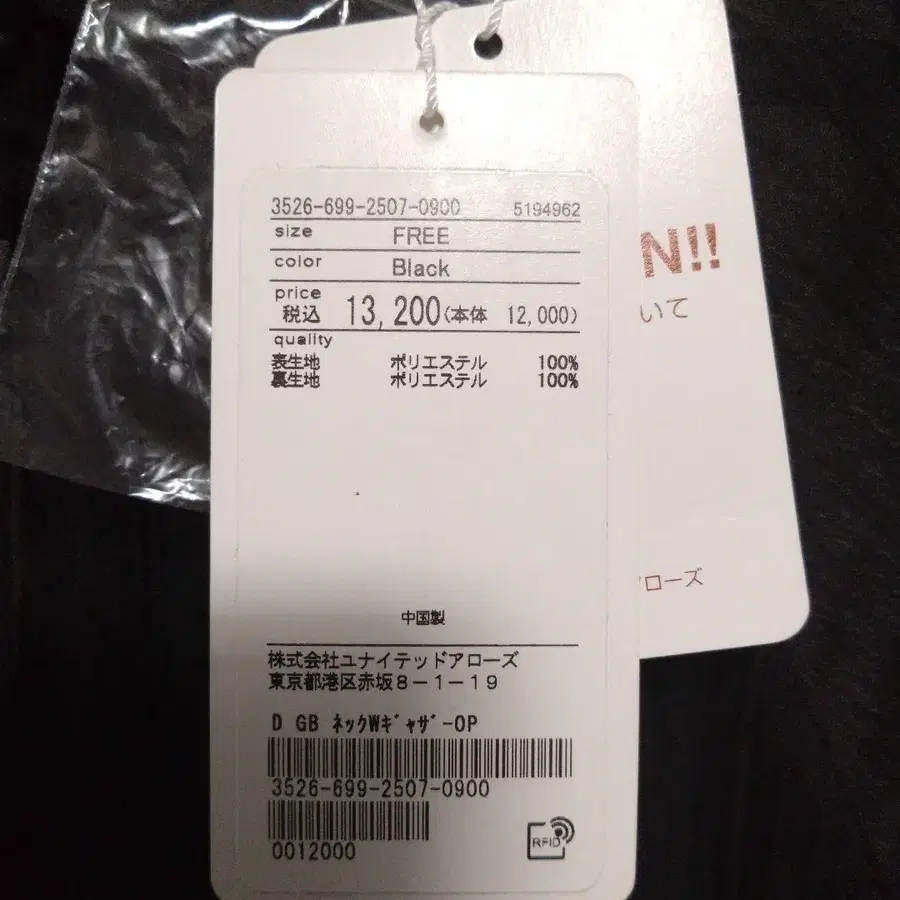 3526-699-2507-0900 5194962
size FREE
color Black
price
税込 13,200(本体 12,000)
quality
表生地 ポリエステル 100%
裏生地 ポリエステル 100%
中国製
株式会社ユナイテッドアローズ
東京都港区赤坂8-1-19
D GB ネックWギャザ-OP
3526-699-2507-0900
0012000
RFID
N!!
いて
ローズ